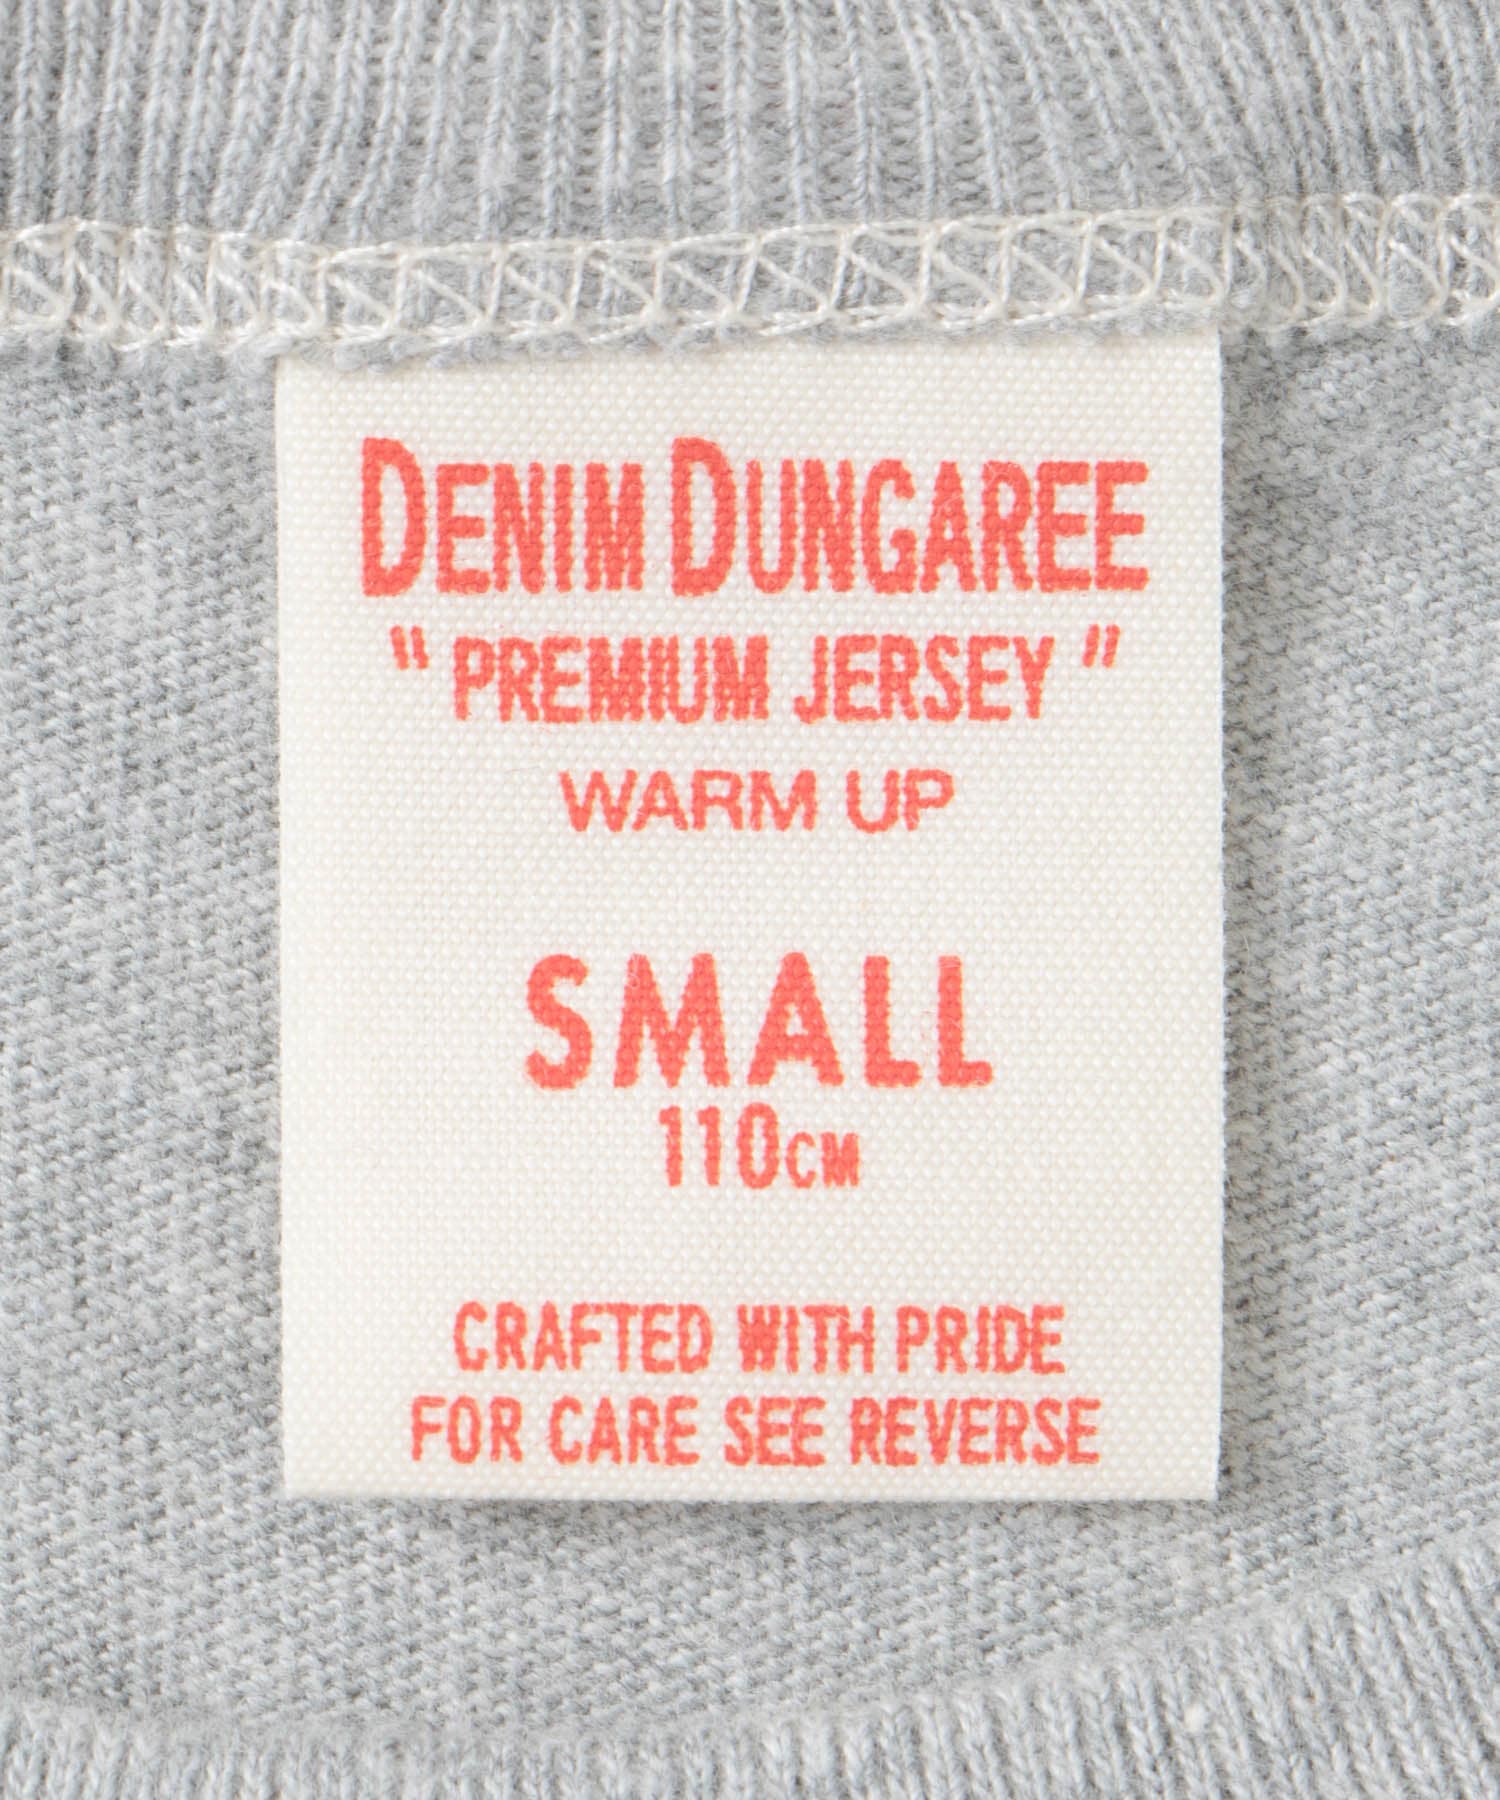 DENIM DUNGAREE
" PREMIUM JERSEY "
WARM UP
SMALL
110CM
CRAFTED WITH PRIDE
FOR CARE SEE REVERSE